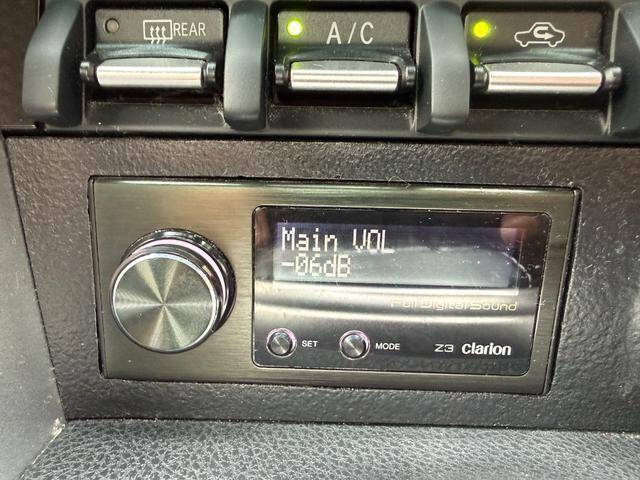 REAR
A/C
Main VOL
-06dB
Full Digital Sound
SET
MODE
Z3 Clarion